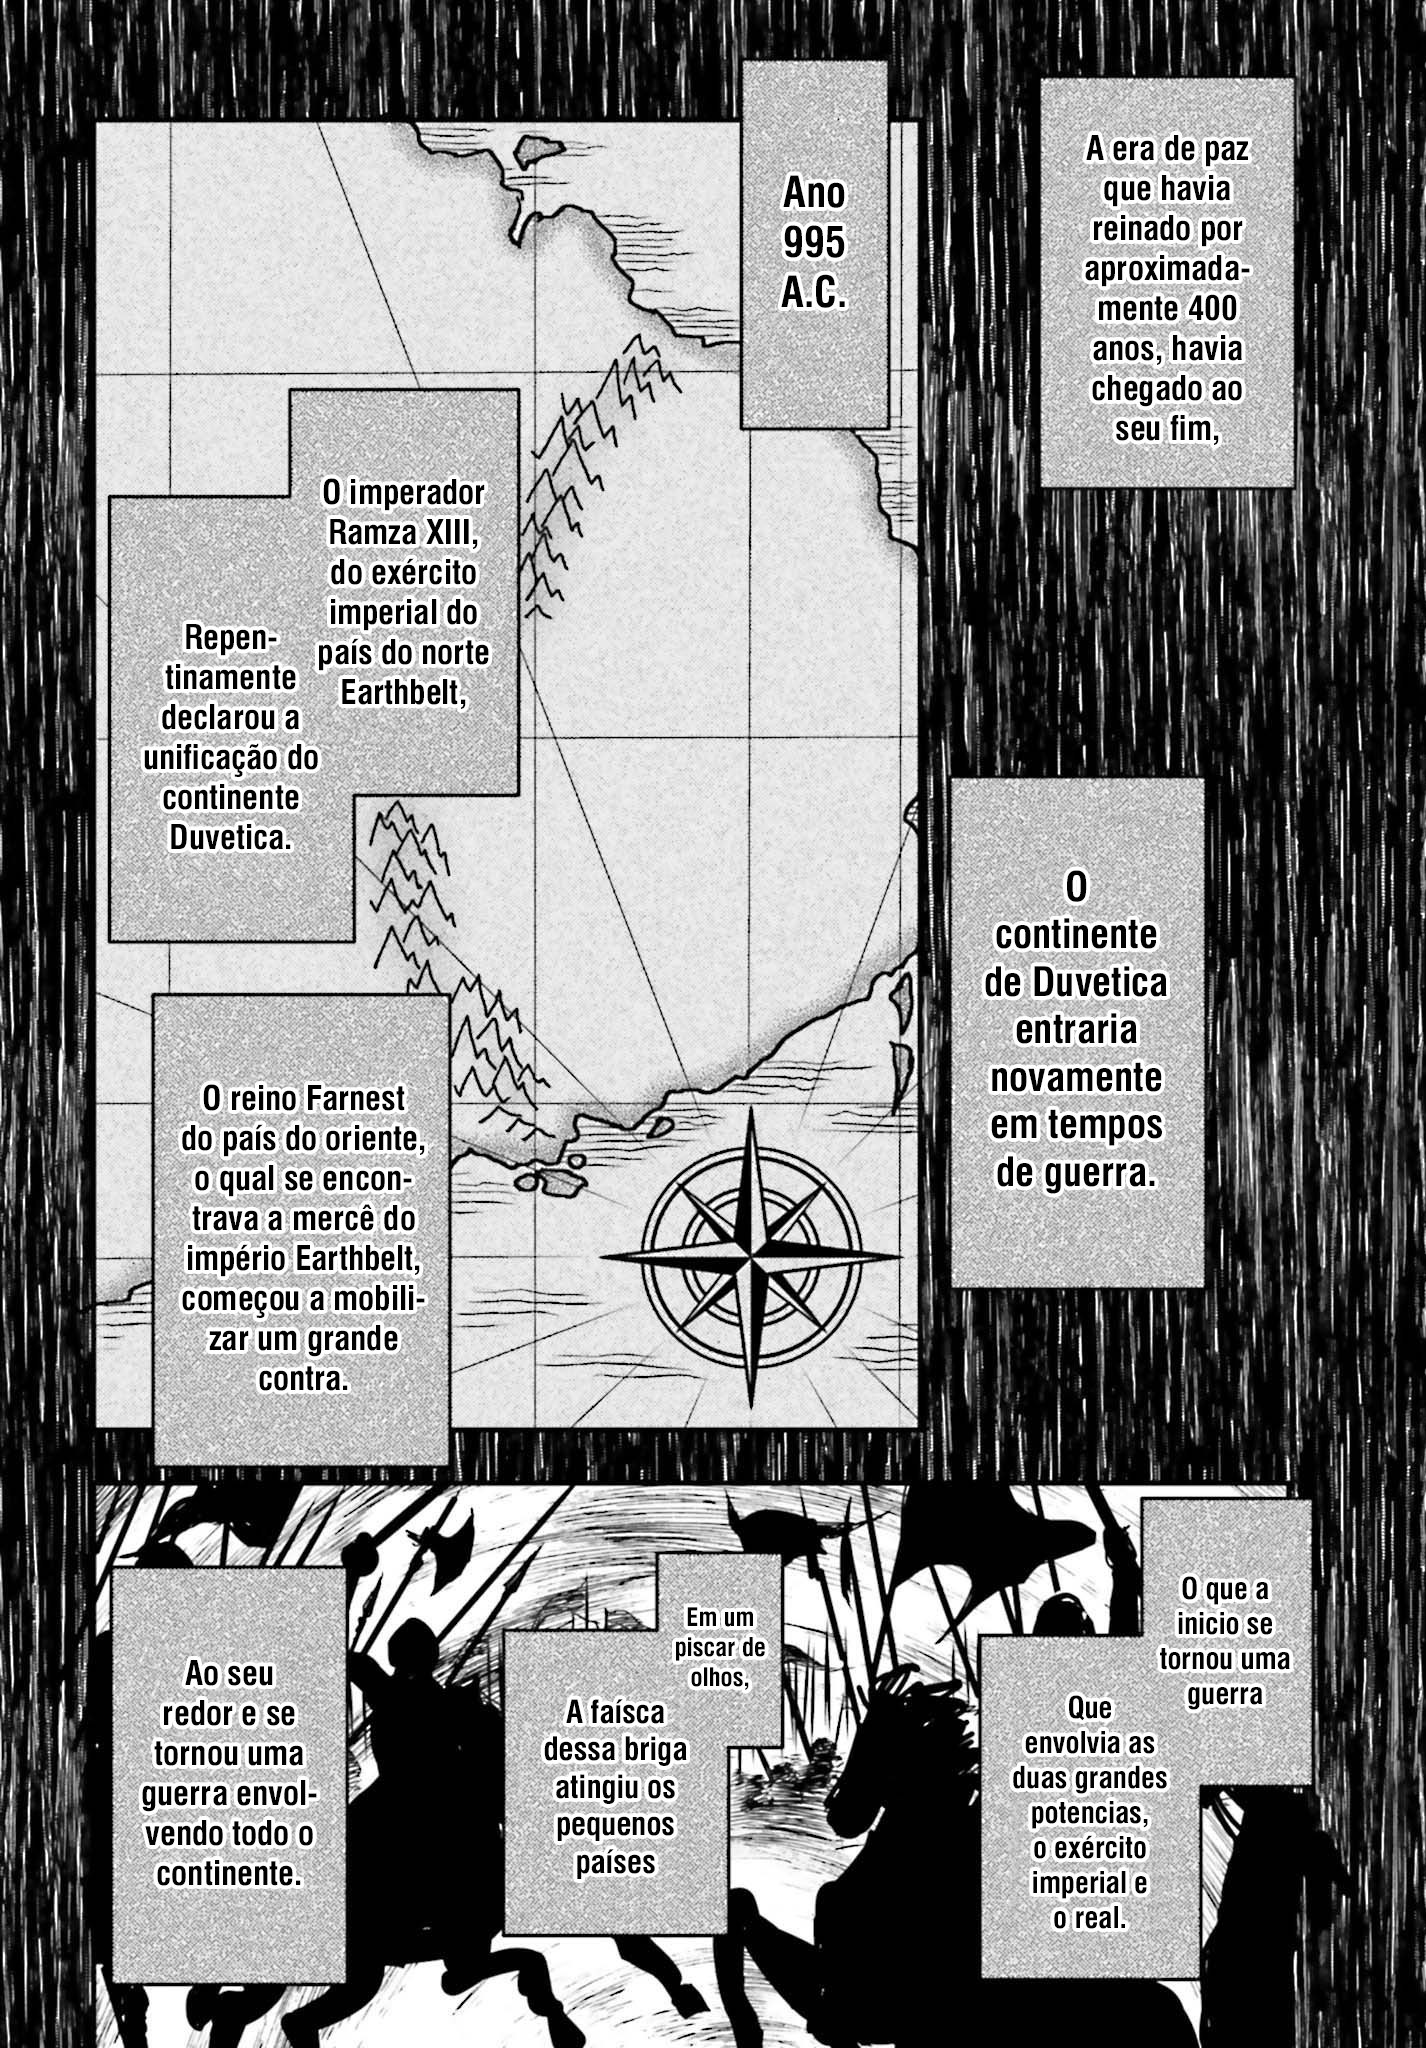 A era de paz
que havia
reinado por
aproximada-
mente 400
anos, havia
chegado ao
seu fim,
O
continente
de Duvetica
entraria
novamente
em tempos
de guerra.
Ano
995
A.C.
O imperador
Ramza XIII,
do exército
imperial do
país do norte
Earthbelt,
Repen-
tinamente
declarou a
unificação do
continente
Duvetica.
O reino Farnest
do país do oriente,
o qual se encon-
trava a mercê do
império Earthbelt,
começou a mobili-
zar um grande
contra.
O que a
inicio se
tornou uma
guerra
Que
envolvia as
duas grandes
potencias,
o exército
imperial e
o real.
Em um
piscar de
olhos,
A faísca
dessa briga
atingiu os
pequenos
países
Ao seu
redor e se
tornou uma
guerra envol-
vendo todo o
continente.